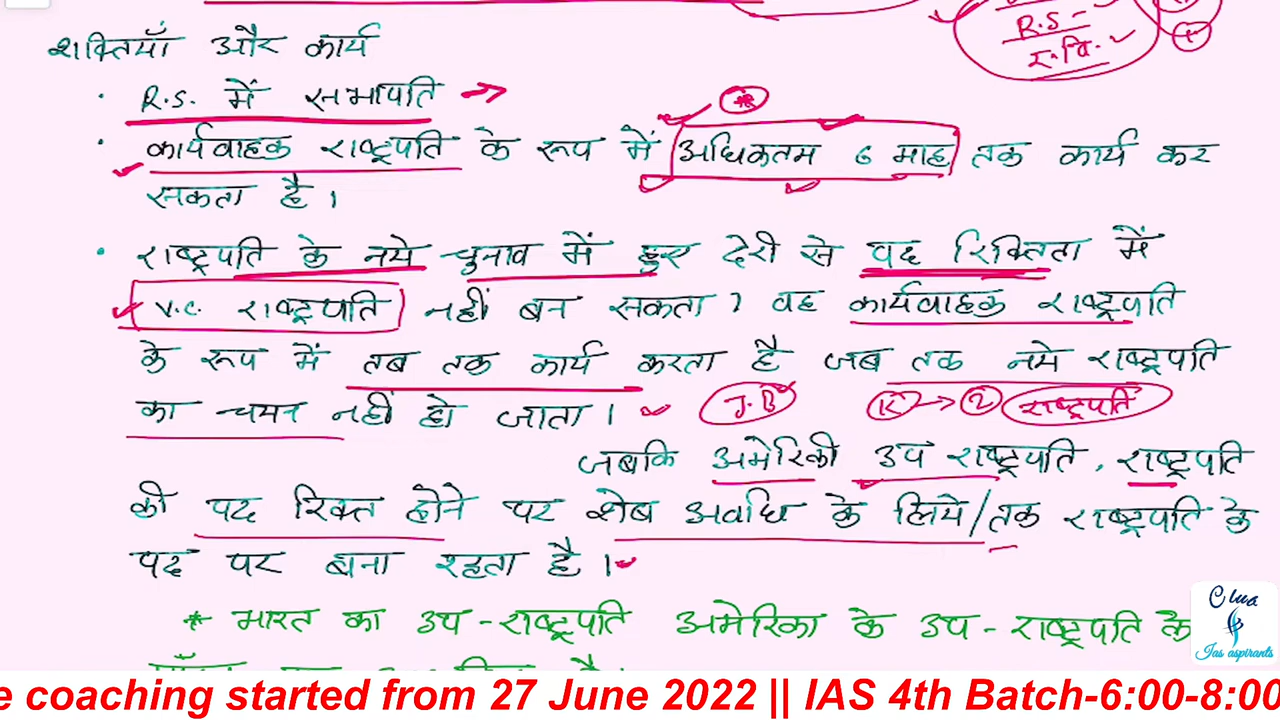 R.S –
रा. वि.
शक्तियाँ और कार्य
· R.S. में सभापति →
· कार्यवाहक राष्ट्रपति के रूप में अधिकतम 6 माह तक कार्य कर
सकता है।
· राष्ट्रपति के नये चुनाव में हुए देरी से पद रिक्तिता में
V.C. राष्ट्रपति नहीं बन सकता, वह कार्यवाहक राष्ट्रपति
के रूप में तब तक कार्य करता है जब तक नये राष्ट्रपति
का चयन नहीं हो जाता। J.B K → 2 राष्ट्रपति
जबकि अमेरिकी उप राष्ट्रपति, राष्ट्रपति
की पद रिक्त होने पर शेष अवधि के लिये/तक राष्ट्रपति के
पद पर बना रहता है।
* भारत का उप-राष्ट्रपति अमेरिका के उप-राष्ट्रपति के
Clue
Ias aspirants
e coaching started from 27 June 2022 || IAS 4th Batch-6:00-8:00